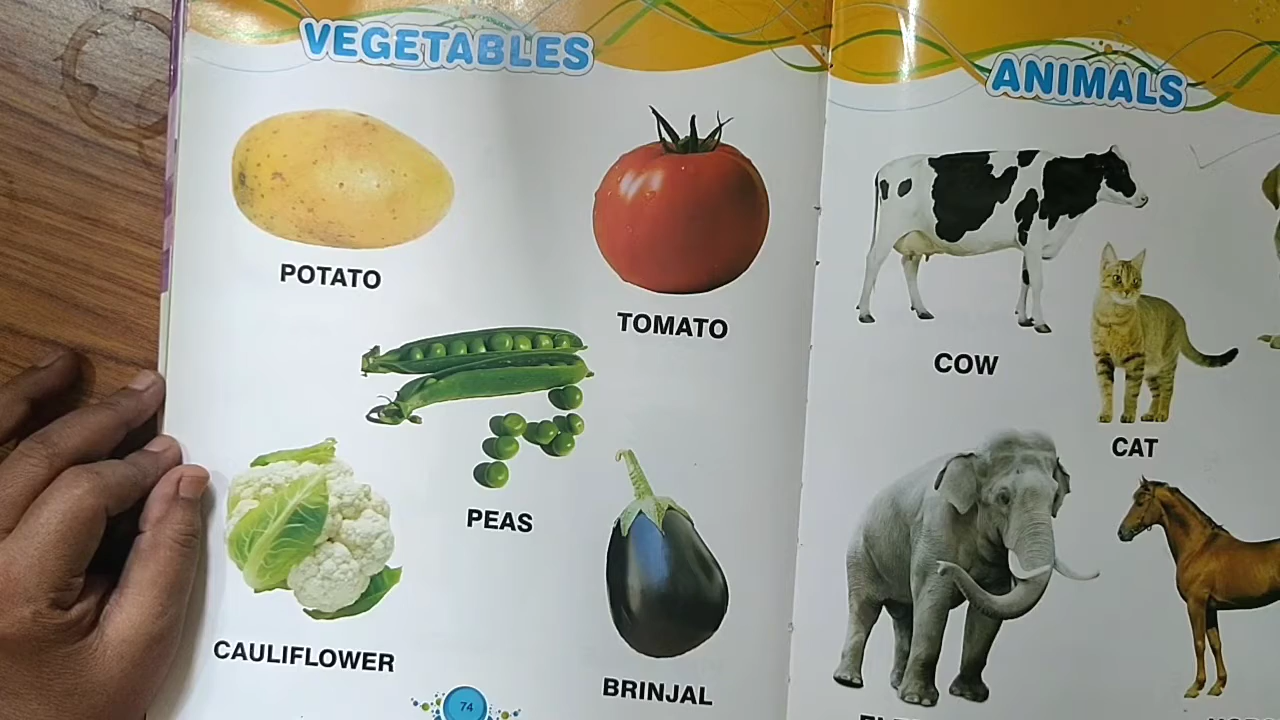 VEGETABLES
POTATO
TOMATO
PEAS
CAULIFLOWER
BRINJAL
74
ANIMALS
COW
CAT